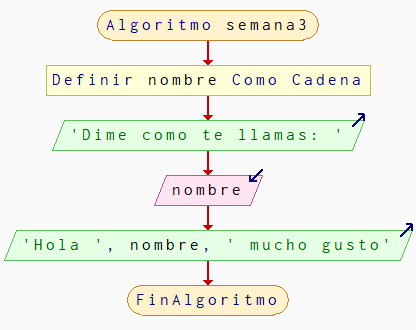 Algoritmo semana3
Definir nombre Como Cadena
'Dime como te llamas: '
nombre
'Hola ', nombre, ' mucho gusto'
FinAlgoritmo